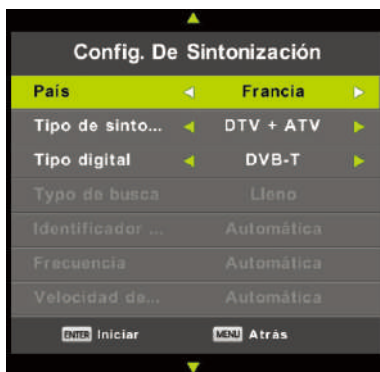 Config. De Sintonización
País Francia
Tipo de sinto... DTV + ATV
Tipo digital DVB-T
Typo de busca Lleno
Identificador ... Automática
Frecuencia Automática
Velocidad de... Automática
ENTER Iniciar MENU Atrás